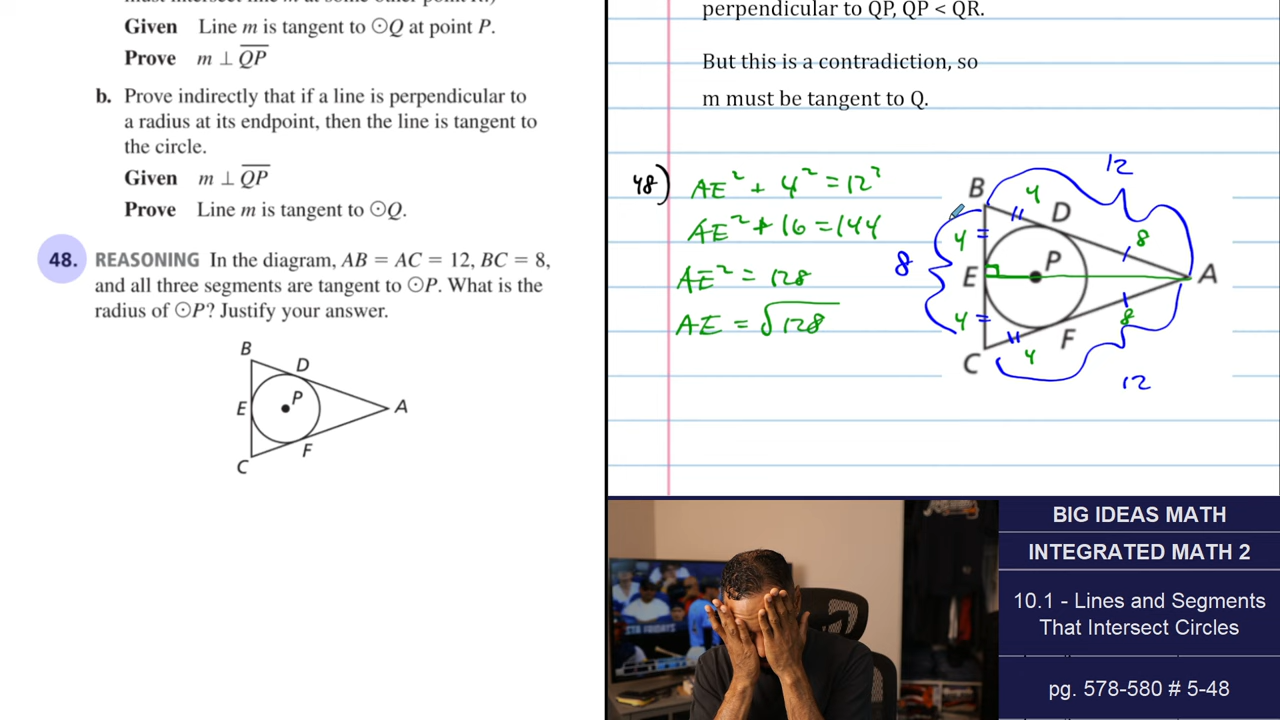 Given Line m is tangent to ⊙Q at point P.
Prove m ⊥ QP
b. Prove indirectly that if a line is perpendicular to
a radius at its endpoint, then the line is tangent to
the circle.
Given m ⊥ QP
Prove Line m is tangent to ⊙Q.
48. REASONING In the diagram, AB = AC = 12, BC = 8,
and all three segments are tangent to ⊙P. What is the
radius of ⊙P? Justify your answer.
B
D
P
E
A
F
C
perpendicular to QP, QP < QR.
But this is a contradiction, so
m must be tangent to Q.
48) AE² + 4² = 12²
AE² + 16 = 144
AE² = 128
AE = √128
12
B
4
D
4
8
P
8
E
A
4
8
F
4
C
12
BIG IDEAS MATH
INTEGRATED MATH 2
10.1 - Lines and Segments
That Intersect Circles
pg. 578-580 # 5-48